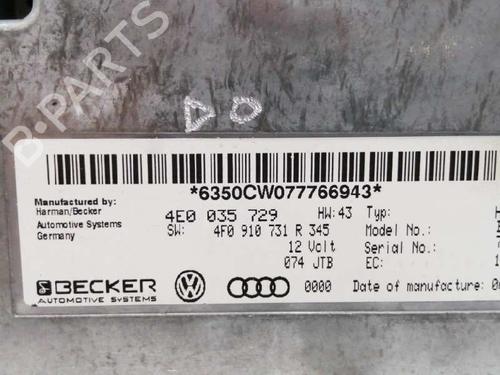 B-PARTS
DO
*6350CW077766943*
Manufactured by:
Harman/Becker
Automotive Systems
Germany
4E0 035 729 HW: 43 Typ:
SW: 4F0 910 731 R 345 Model No.:
12 Volt Serial No.
074 JTB EC:
BECKER
AUTOMOTIVE SYSTEMS
0000 Date of manufacture: